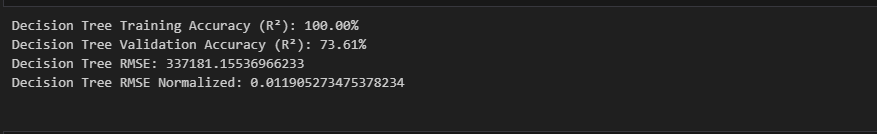 Decision Tree Training Accuracy (R²): 100.00%
Decision Tree Validation Accuracy (R²): 73.61%
Decision Tree RMSE: 337181.15536966233
Decision Tree RMSE Normalized: 0.011905273475378234